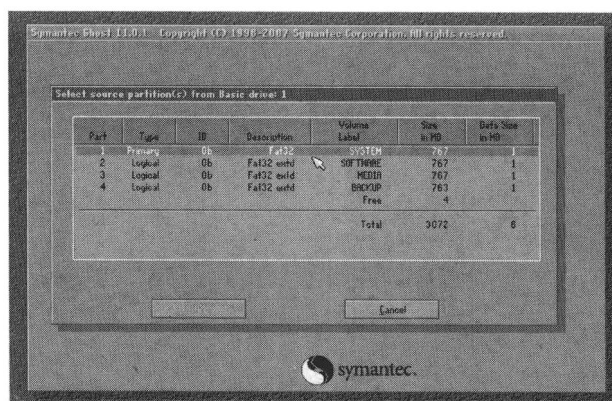 Symantec Ghost 11.0.1 Copyright (C) 1998-2007 Symantec Corporation. All rights reserved.
Select source partition(s) from Basic drive: 1
Part Type ID Description Volume Label Size in MB Data Size in MB
1 Primary 0b Fat32 SYSTEM 767 1
2 Logical 0b Fat32 extd SOFTWARE 767 1
3 Logical 0b Fat32 extd MEDIA 767 1
4 Logical 0b Fat32 extd BACKUP 763 1
Free 4
Total 3072 6
Cancel
symantec.